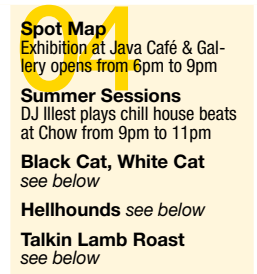 04
Spot Map
Exhibition at Java Café & Gal-
lery opens from 6pm to 9pm
Summer Sessions
DJ Illest plays chill house beats
at Chow from 9pm to 11pm
Black Cat, White Cat
see below
Hellhounds see below
Talkin Lamb Roast
see below